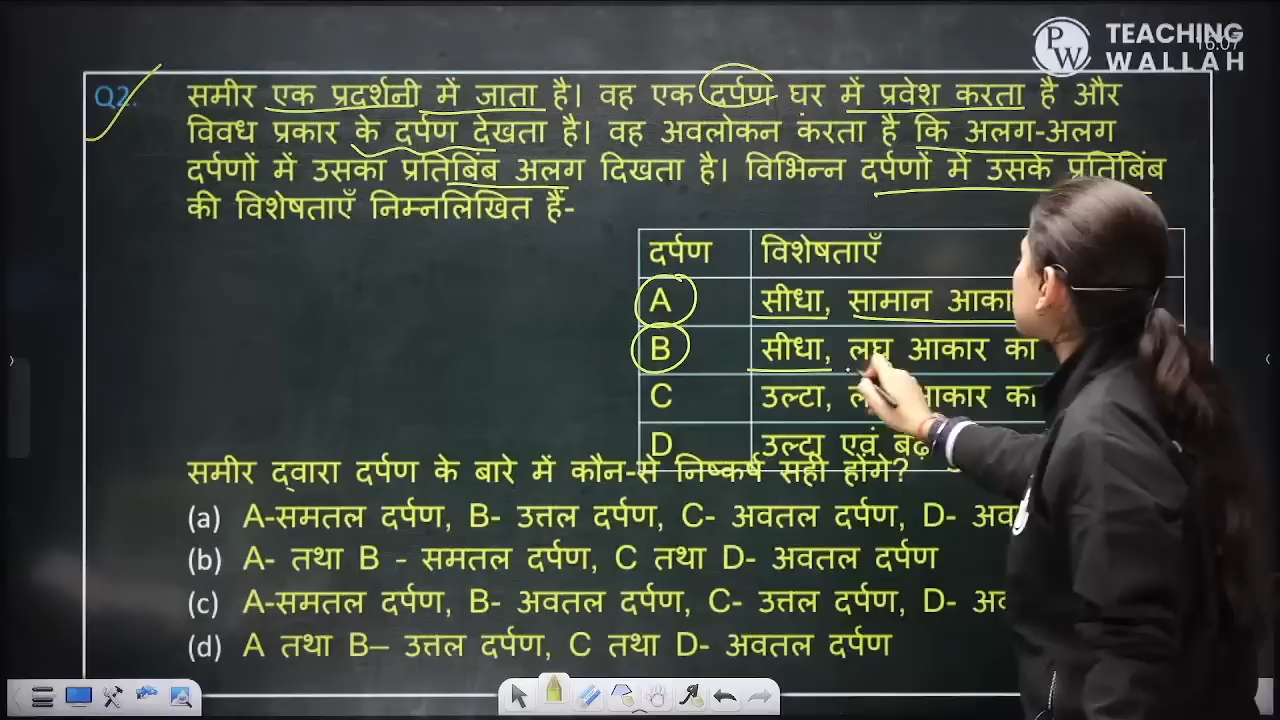 TEACHING
WALLAH
16:07
Q2.
समीर एक प्रदर्शनी में जाता है। वह एक दर्पण घर में प्रवेश करता है और
विवध प्रकार के दर्पण देखता है। वह अवलोकन करता है कि अलग-अलग
दर्पणों में उसका प्रतिबिंब अलग दिखता है। विभिन्न दर्पणों में उसके प्रतिबिंब
की विशेषताएँ निम्नलिखित हैं-
दर्पण विशेषताएँ
A सीधा, सामान
B सीधा, लघु आकार का
C उल्टा, आकार का
D उल्टा एवं
समीर द्वारा दर्पण के बारे में कौन-से निष्कर्ष सही होंगे?
(a) A-समतल दर्पण, B- उत्तल दर्पण, C- अवतल दर्पण, D-
(b) A- तथा B - समतल दर्पण, C तथा D- अवतल दर्पण
(c) A-समतल दर्पण, B- अवतल दर्पण, C- उत्तल दर्पण, D-
(d) A तथा B– उत्तल दर्पण, C तथा D- अवतल दर्पण